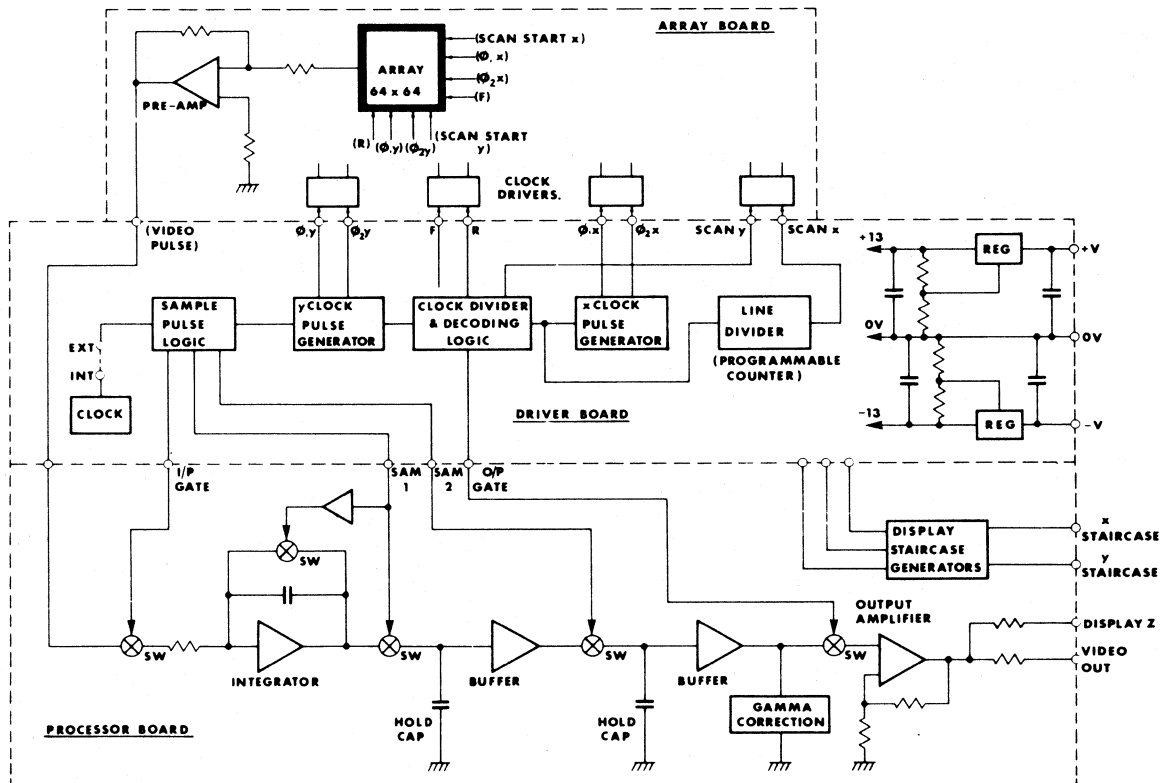 ARRAY BOARD
ARRAY
64 x 64
(SCAN START x)
(Ø, x)
(Ø2x)
(F)
PRE-AMP
(R)
(Ø,y)
(Ø2y)
(SCAN START
y)
CLOCK
DRIVERS.
(VIDEO
PULSE)
Ø,y
Ø2y
F
R
Ø,x
Ø2x
SCAN y
SCAN x
SAMPLE
PULSE
LOGIC
y CLOCK
PULSE
GENERATOR
CLOCK DIVIDER
& DECODING
LOGIC
x CLOCK
PULSE
GENERATOR
LINE
DIVIDER
(PROGRAMMABLE
COUNTER)
EXT
INT
CLOCK
DRIVER BOARD
+13
REG
+V
0V
0V
-13
REG
-V
I/P
GATE
SAM
1
SAM
2
O/P
GATE
SW
DISPLAY
STAIRCASE
GENERATORS
x
STAIRCASE
y
STAIRCASE
SW
INTEGRATOR
SW
BUFFER
SW
BUFFER
SW
OUTPUT
AMPLIFIER
DISPLAY Z
VIDEO
OUT
HOLD
CAP
HOLD
CAP
GAMMA
CORRECTION
PROCESSOR BOARD